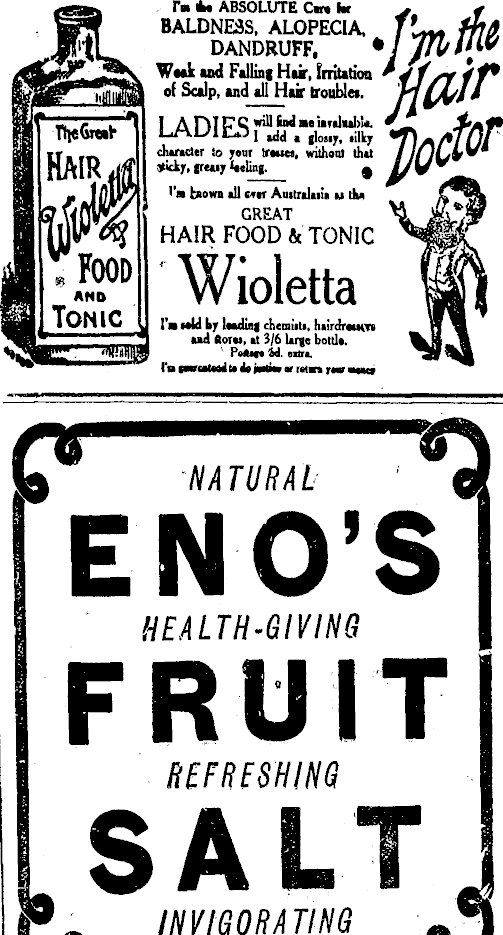 The Great
HAIR
Wioletta
FOOD
AND
TONIC
I'm the ABSOLUTE Cure for
BALDNESS, ALOPECIA,
DANDRUFF,
Weak and Falling Hair, Irritation
of Scalp, and all Hair troubles.
LADIES will find me invaluable.
I add a glossy, silky
character to your tresses, without that
sticky, greasy feeling.
I'm known all over Australasia as the
GREAT
HAIR FOOD & TONIC
Wioletta
I'm sold by leading chemists, hairdressers
and stores, at 3/6 large bottle.
Postage extra.
I'm guaranteed to do justice or return your money
I'm the
Hair
Doctor
NATURAL
ENO'S
HEALTH-GIVING
FRUIT
REFRESHING
SALT
INVIGORATING